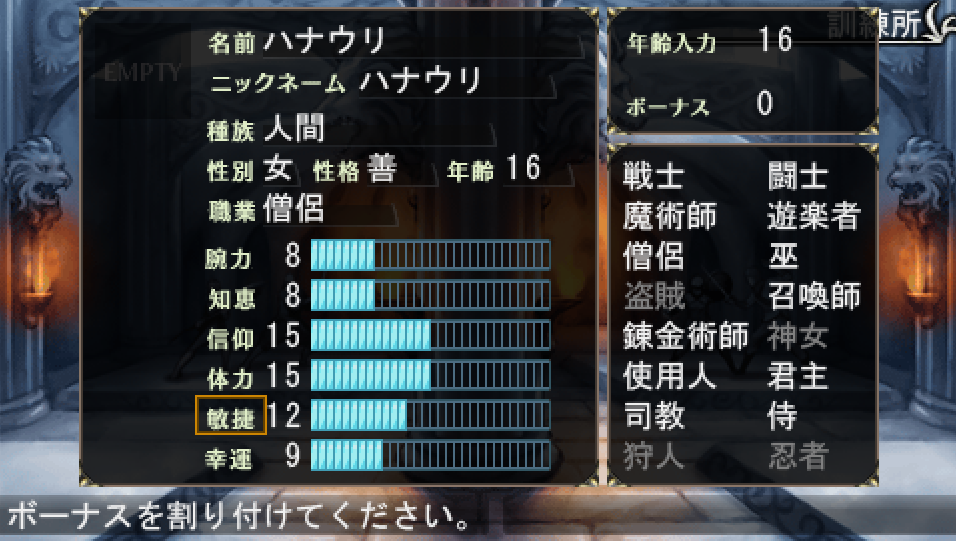 訓練所
EMPTY
名前 ハナウリ
ニックネーム ハナウリ
種族 人間
性別 女 性格 善 年齢 16
職業 僧侶
腕力 8
知恵 8
信仰 15
体力 15
敏捷 12
幸運 9
年齢入力 16
ボーナス 0
戦士 闘士
魔術師 遊楽者
僧侶 巫
盗賊 召喚師
錬金術師 神女
使用人 君主
司教 侍
狩人 忍者
ボーナスを割り付けてください。